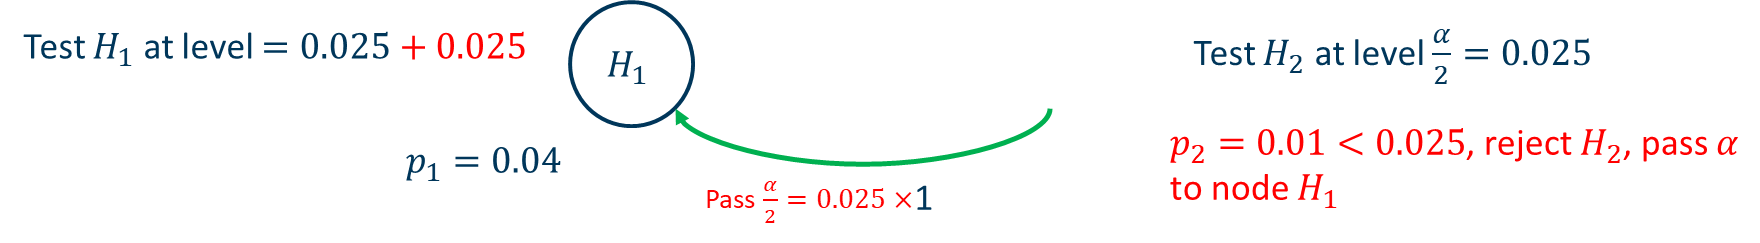 Test H₁ at level = 0.025 + 0.025
H₁
Test H₂ at level α/2 = 0.025
p₁ = 0.04
Pass α/2 = 0.025 ×1
p₂ = 0.01 < 0.025, reject H₂, pass α
to node H₁